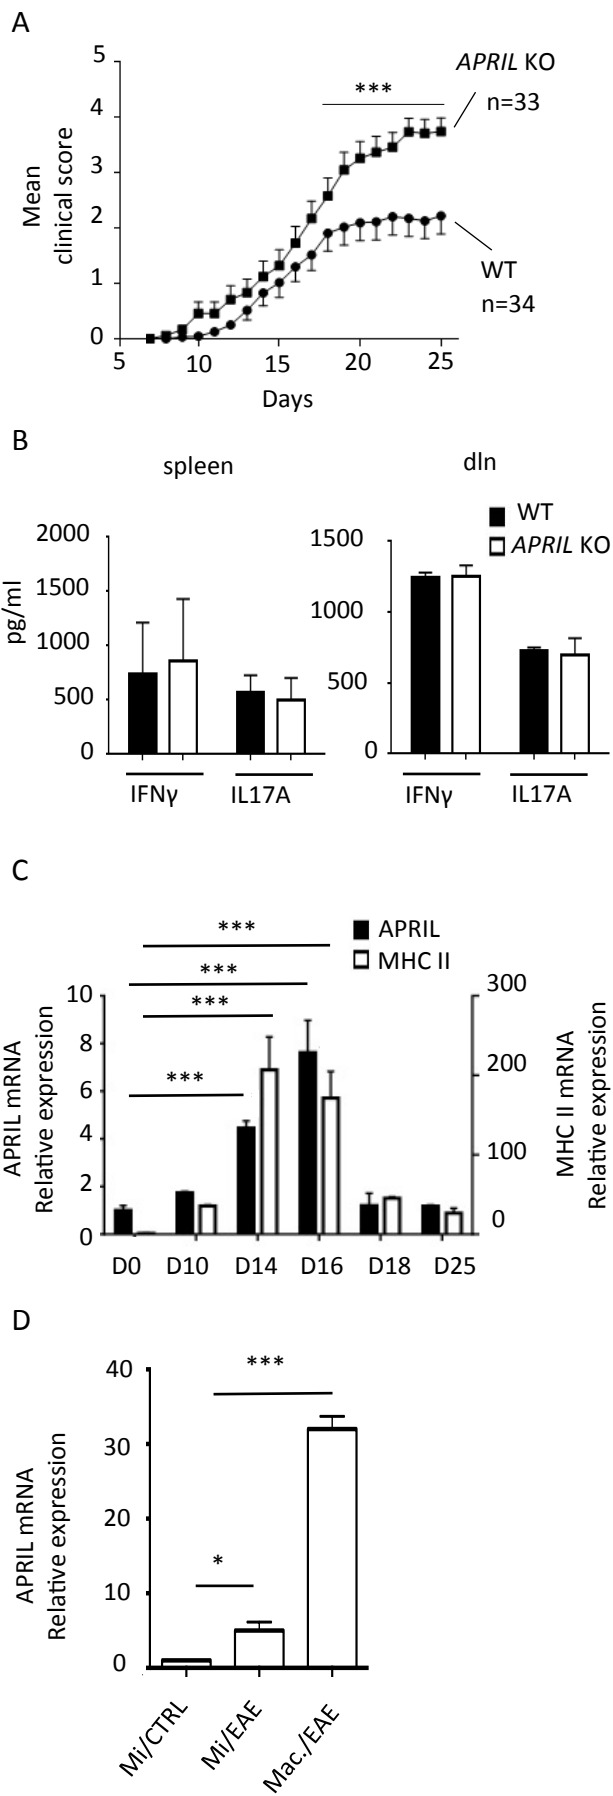 A
5
4
3
2
1
0
Mean
clinical score
***
APRIL KO
n=33
WT
n=34
5
10
15
20
25
Days
B
spleen
dln
WT
APRIL KO
pg/ml
2000
1500
1000
500
0
1500
1000
500
0
IFNγ
IL17A
IFNγ
IL17A
C
***
***
***
***
APRIL
MHC II
APRIL mRNA
Relative expression
10
8
6
4
2
0
300
200
100
0
MHC II mRNA
Relative expression
D0
D10
D14
D16
D18
D25
D
***
*
APRIL mRNA
Relative expression
40
30
20
10
0
Mi/CTRL
Mi/EAE
Mac./EAE